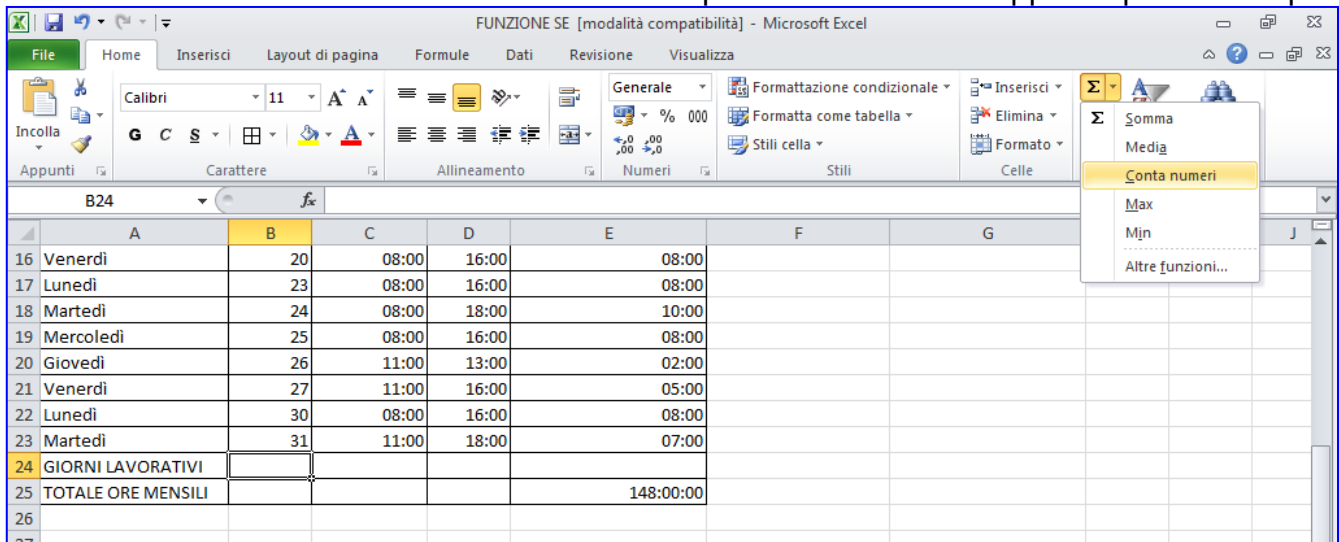 FUNZIONE SE [modalità compatibilità] - Microsoft Excel
File Home Inserisci Layout di pagina Formule Dati Revisione Visualizza
Incolla
Calibri 11
G C S
Generale
% 000
Formattazione condizionale
Formatta come tabella
Stili cella
Inserisci
Elimina
Formato
Appunti Carattere Allineamento Numeri Stili Celle
Σ Somma
Media
Conta numeri
Max
Min
Altre funzioni...
B24 fx
A B C D E F G J
16 Venerdì 20 08:00 16:00 08:00
17 Lunedì 23 08:00 16:00 08:00
18 Martedì 24 08:00 18:00 10:00
19 Mercoledì 25 08:00 16:00 08:00
20 Giovedì 26 11:00 13:00 02:00
21 Venerdì 27 11:00 16:00 05:00
22 Lunedì 30 08:00 16:00 08:00
23 Martedì 31 11:00 18:00 07:00
24 GIORNI LAVORATIVI
25 TOTALE ORE MENSILI 148:00:00
26